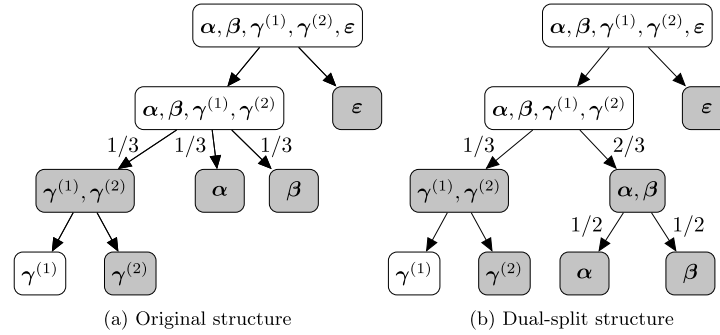 α, β, γ⁽¹⁾, γ⁽²⁾, ε
α, β, γ⁽¹⁾, γ⁽²⁾
ε
1/3
1/3
1/3
γ⁽¹⁾, γ⁽²⁾
α
β
γ⁽¹⁾
γ⁽²⁾
(a) Original structure
α, β, γ⁽¹⁾, γ⁽²⁾, ε
α, β, γ⁽¹⁾, γ⁽²⁾
ε
1/3
2/3
γ⁽¹⁾, γ⁽²⁾
α, β
1/2
1/2
γ⁽¹⁾
γ⁽²⁾
α
β
(b) Dual-split structure